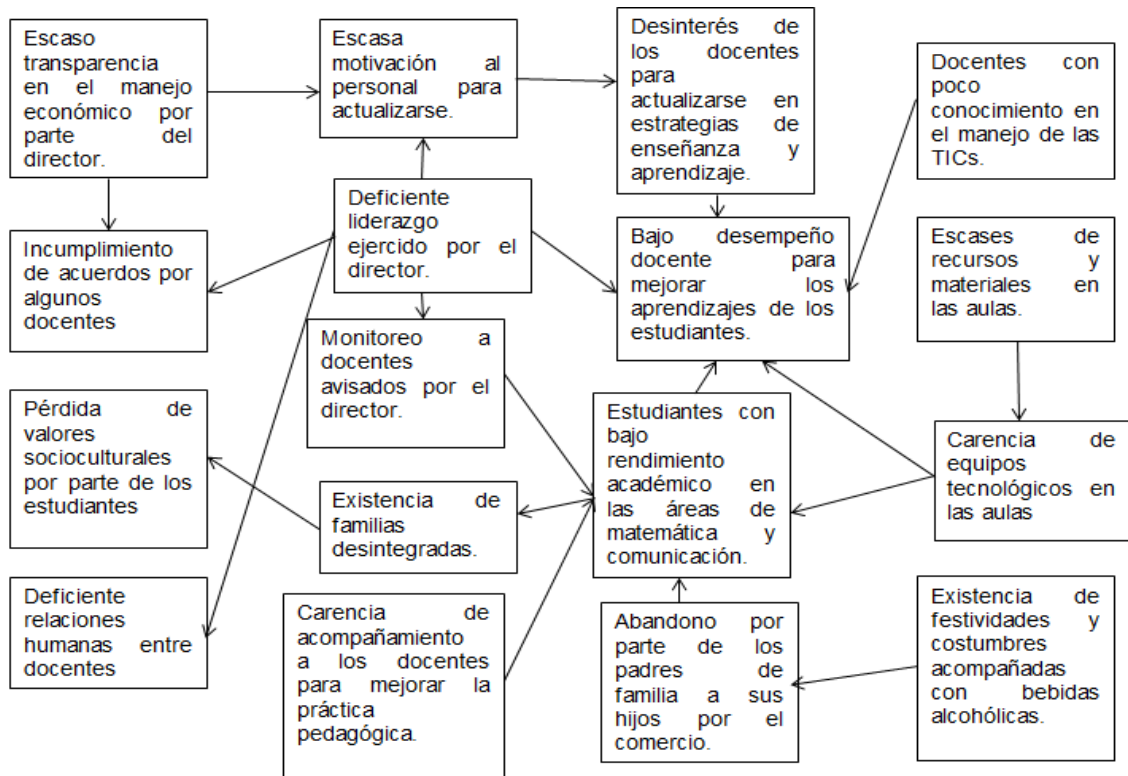 Escaso
transparencia
en el manejo
económico por
parte del
director.
Escasa
motivación al
personal para
actualizarse.
Desinterés de
los docentes
para
actualizarse en
estrategias de
enseñanza y
aprendizaje.
Docentes con
poco
conocimiento en
el manejo de las
TICs.
Incumplimiento
de acuerdos por
algunos
docentes
Deficiente
liderazgo
ejercido por el
director.
Bajo desempeño
docente para
mejorar los
aprendizajes de los
estudiantes.
Escases de
recursos y
materiales en
las aulas.
Monitoreo a
docentes
avisados por el
director.
Pérdida de
valores
socioculturales
por parte de los
estudiantes
Estudiantes con
bajo
rendimiento
académico en
las áreas de
matemática y
comunicación.
Carencia de
equipos
tecnológicos en
las aulas
Existencia de
familias
desintegradas.
Deficiente
relaciones
humanas entre
docentes
Carencia de
acompañamiento
a los docentes
para mejorar la
práctica
pedagógica.
Abandono por
parte de los
padres de
familia a sus
hijos por el
comercio.
Existencia de
festividades y
costumbres
acompañadas
con bebidas
alcohólicas.